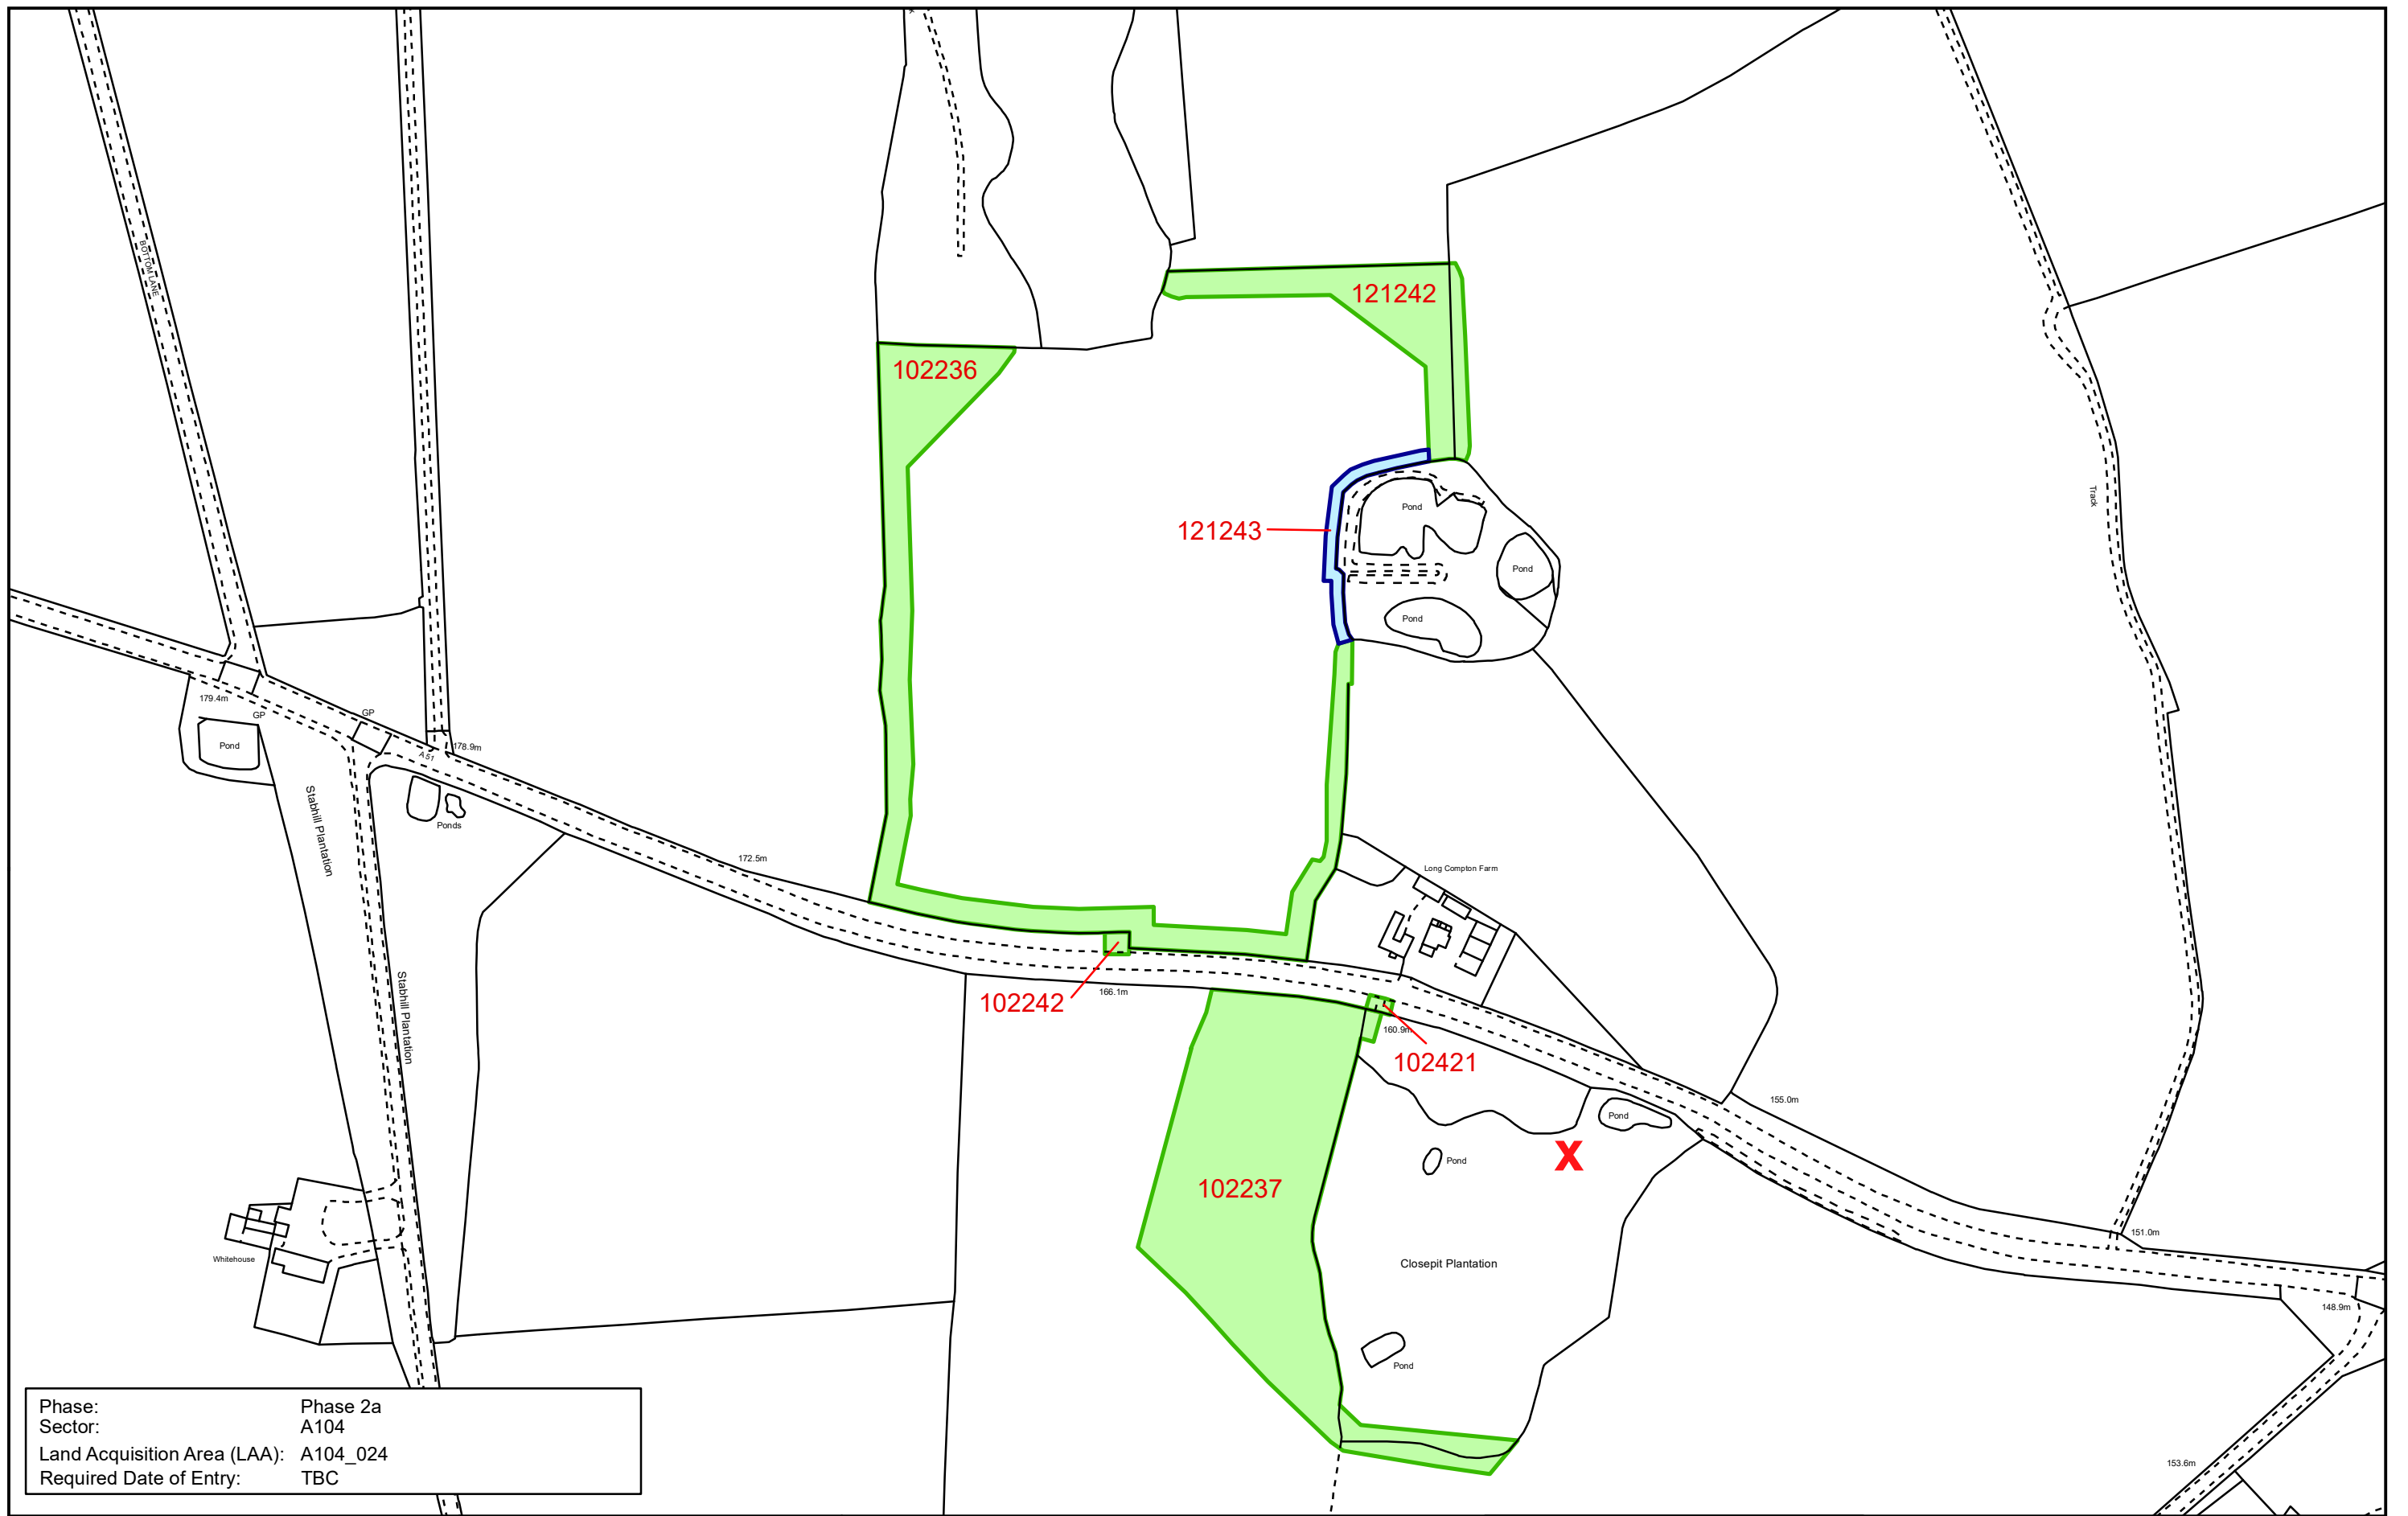 BOTTOM LANE
121242
102236
Track
Pond
121243
Pond
Pond
179.4m
GP
GP
178.9m
A 51
Pond
Stabhill Plantation
Ponds
172.5m
Long Compton Farm
Stabhill Plantation
102242
166.1m
160.9m
102421
155.0m
Pond
X
Pond
102237
151.0m
Whitehouse
Closepit Plantation
148.9m
Pond
153.6m
Phase: Phase 2a
Sector: A104
Land Acquisition Area (LAA): A104_024
Required Date of Entry: TBC